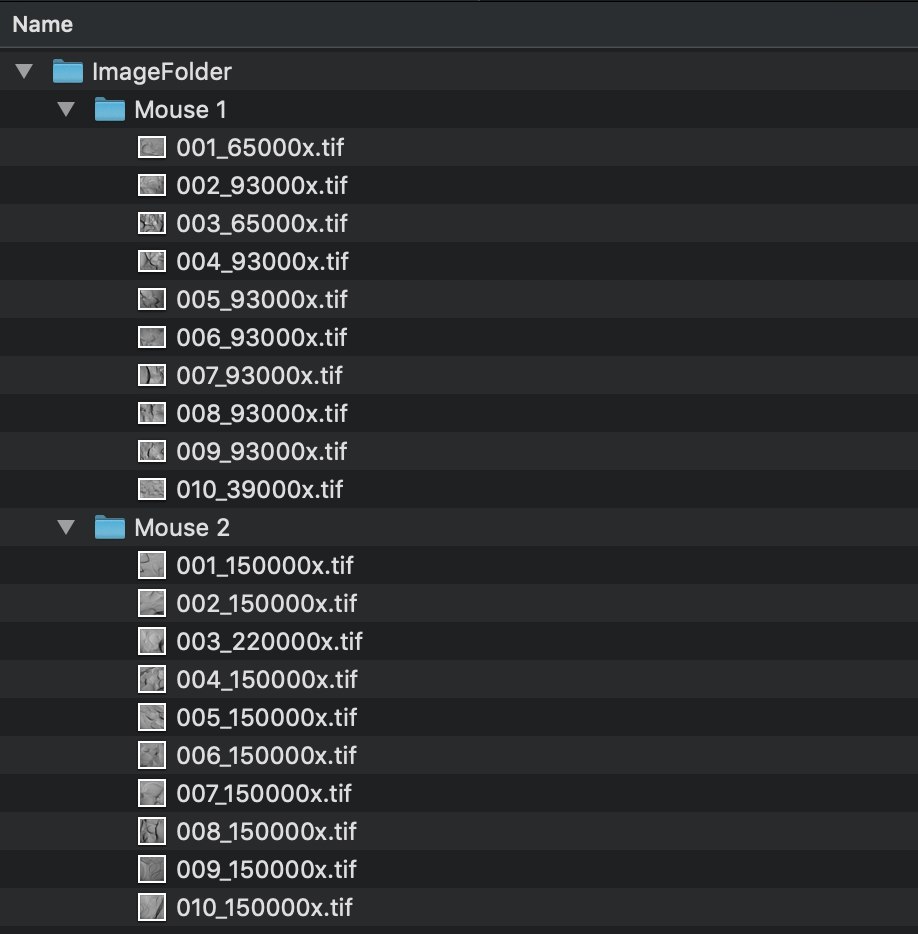 Name
ImageFolder
Mouse 1
001_65000x.tif
002_93000x.tif
003_65000x.tif
004_93000x.tif
005_93000x.tif
006_93000x.tif
007_93000x.tif
008_93000x.tif
009_93000x.tif
010_39000x.tif
Mouse 2
001_150000x.tif
002_150000x.tif
003_220000x.tif
004_150000x.tif
005_150000x.tif
006_150000x.tif
007_150000x.tif
008_150000x.tif
009_150000x.tif
010_150000x.tif